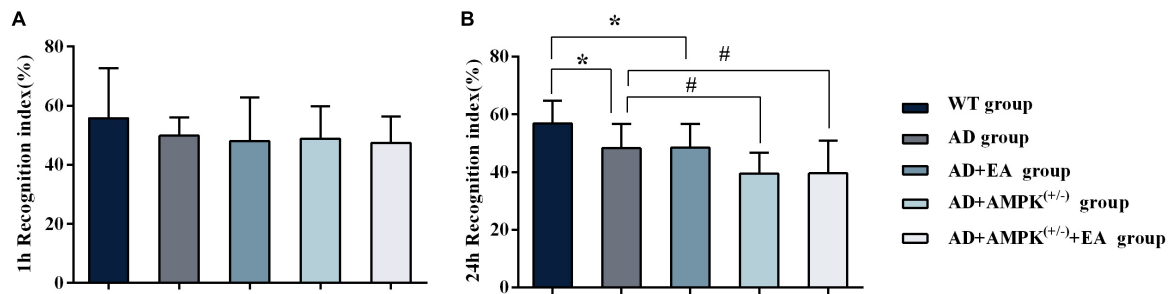 A
1h Recognition index(%)
80
60
40
20
0
B
24h Recognition index(%)
80
60
40
20
0
*
*
#
#
WT group
AD group
AD+EA group
AD+AMPK(+/-) group
AD+AMPK(+/-)+EA group